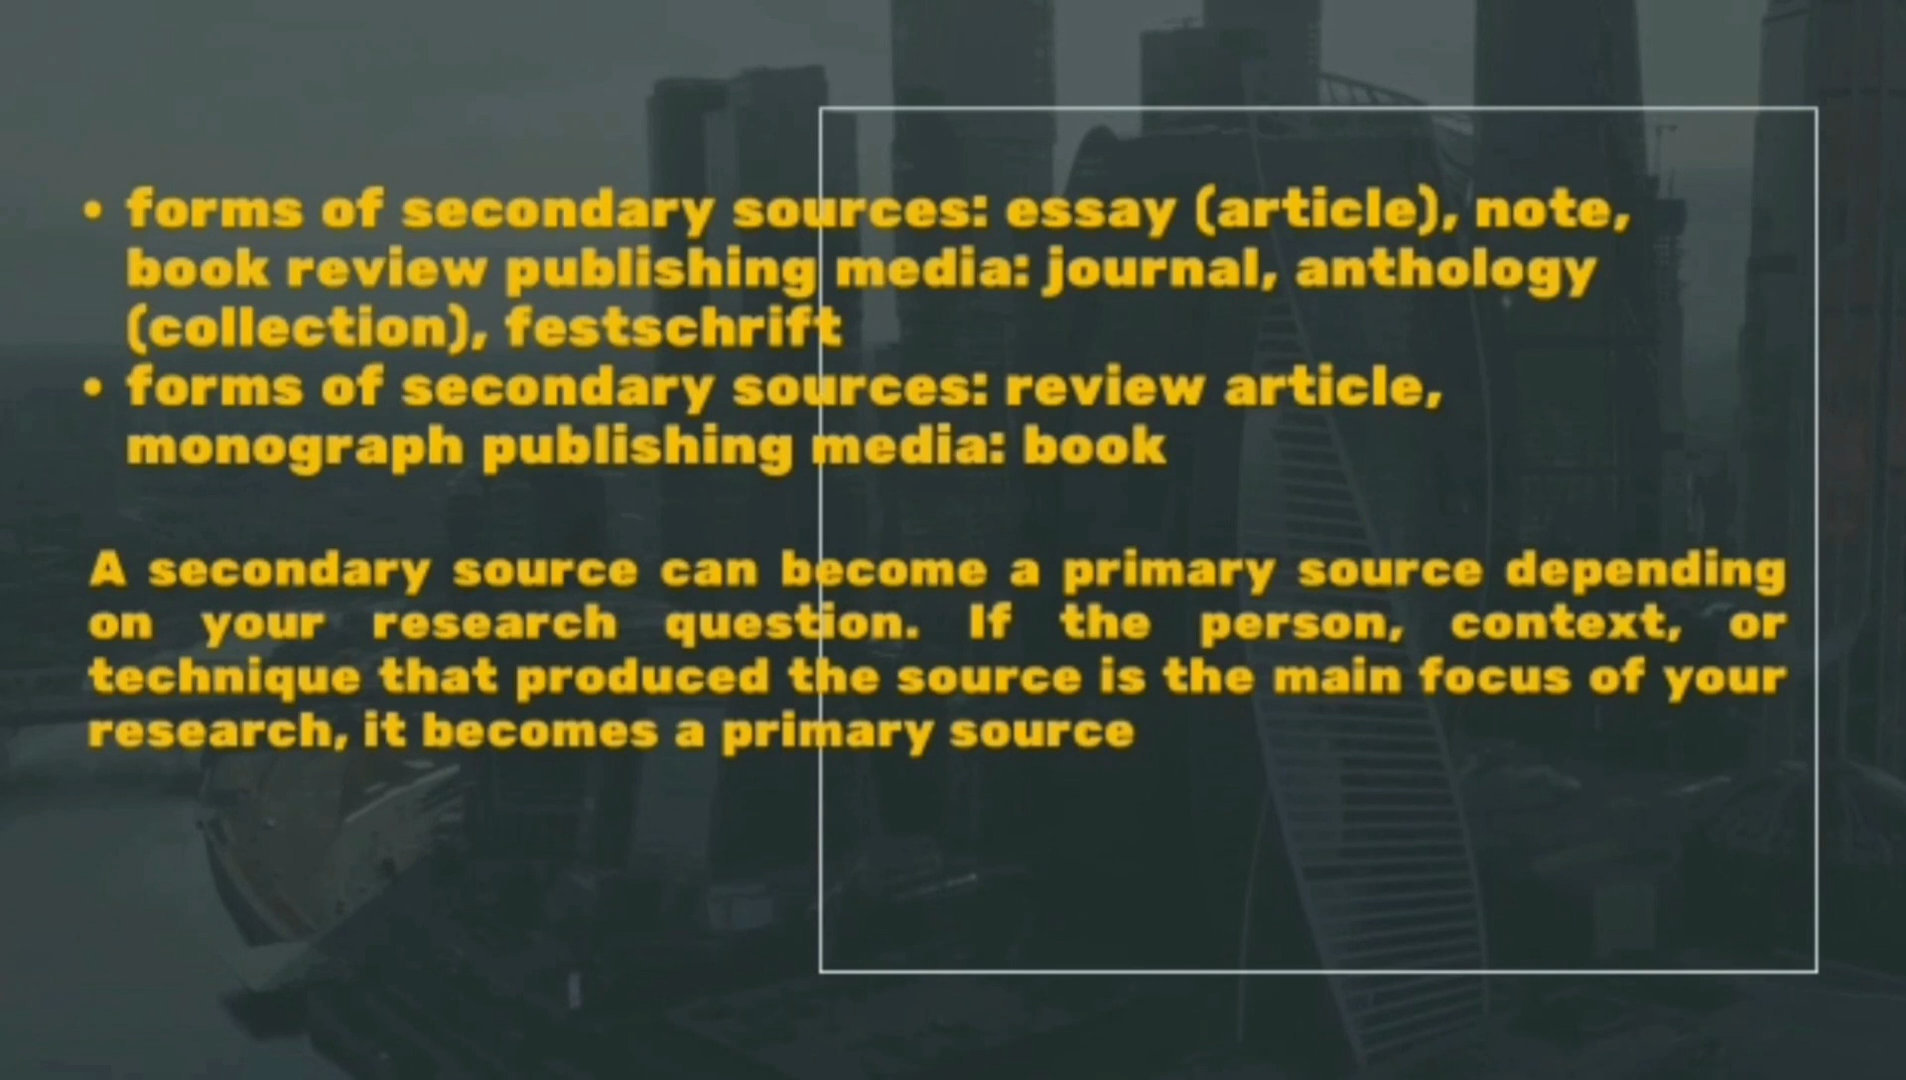 • forms of secondary sources: essay (article), note,
book review publishing media: journal, anthology
(collection), festschrift
• forms of secondary sources: review article,
monograph publishing media: book
A secondary source can become a primary source depending
on your research question. If the person, context, or
technique that produced the source is the main focus of your
research, it becomes a primary source